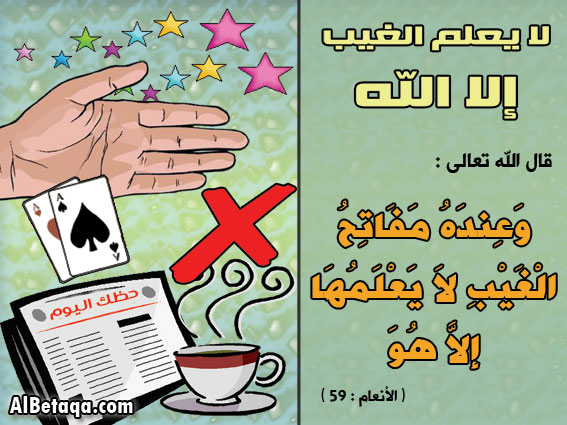 لا يعلم الغيب
إلا الله
قال الله تعالى :
وَعِندَهُ مَفَاتِحُ
الْغَيْبِ لاَ يَعْلَمُهَا
إِلاَّ هُوَ
( الأنعام : 59 )
A
A
حظك اليوم
AlBetaqa.com